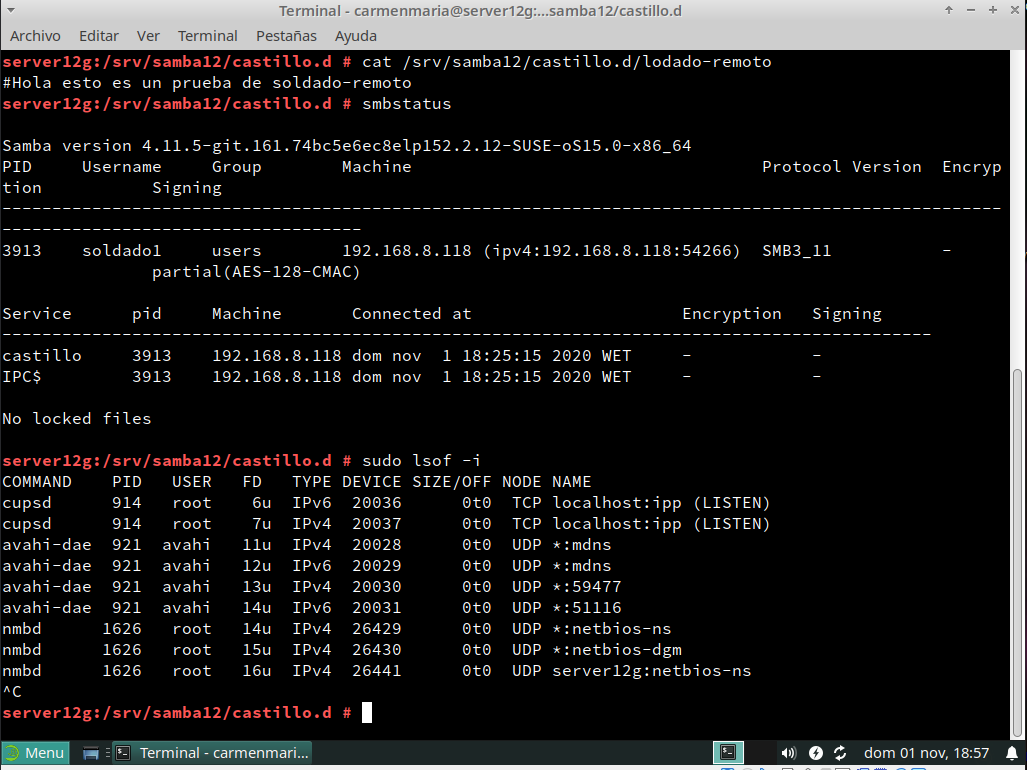 Terminal - carmenmaria@server12g:...samba12/castillo.d
Archivo Editar Ver Terminal Pestañas Ayuda
server12g:/srv/samba12/castillo.d # cat /srv/samba12/castillo.d/lodado-remoto
#Hola esto es un prueba de soldado-remoto
server12g:/srv/samba12/castillo.d # smbstatus
Samba version 4.11.5-git.161.74bc5e6ec8elp152.2.12-SUSE-oS15.0-x86_64
PID     Username     Group        Machine                                   Protocol Version  Encryp
tion           Signing
----------------------------------------------------------------------------------------------------
------------------------------------
3913    soldado1     users        192.168.8.118 (ipv4:192.168.8.118:54266)  SMB3_11           -
               partial(AES-128-CMAC)
Service      pid     Machine       Connected at                     Encryption   Signing
---------------------------------------------------------------------------------------------
castillo     3913    192.168.8.118 dom nov  1 18:25:15 2020 WET     -            -
IPC$         3913    192.168.8.118 dom nov  1 18:25:15 2020 WET     -            -
No locked files
server12g:/srv/samba12/castillo.d # sudo lsof -i
COMMAND    PID   USER   FD   TYPE DEVICE SIZE/OFF NODE NAME
cupsd      914   root    6u  IPv6  20036      0t0  TCP localhost:ipp (LISTEN)
cupsd      914   root    7u  IPv4  20037      0t0  TCP localhost:ipp (LISTEN)
avahi-dae  921  avahi   11u  IPv4  20028      0t0  UDP *:mdns
avahi-dae  921  avahi   12u  IPv6  20029      0t0  UDP *:mdns
avahi-dae  921  avahi   13u  IPv4  20030      0t0  UDP *:59477
avahi-dae  921  avahi   14u  IPv6  20031      0t0  UDP *:51116
nmbd      1626   root   14u  IPv4  26429      0t0  UDP *:netbios-ns
nmbd      1626   root   15u  IPv4  26430      0t0  UDP *:netbios-dgm
nmbd      1626   root   16u  IPv4  26441      0t0  UDP server12g:netbios-ns
^C
server12g:/srv/samba12/castillo.d #
Menu Terminal - carmenmari... dom 01 nov, 18:57